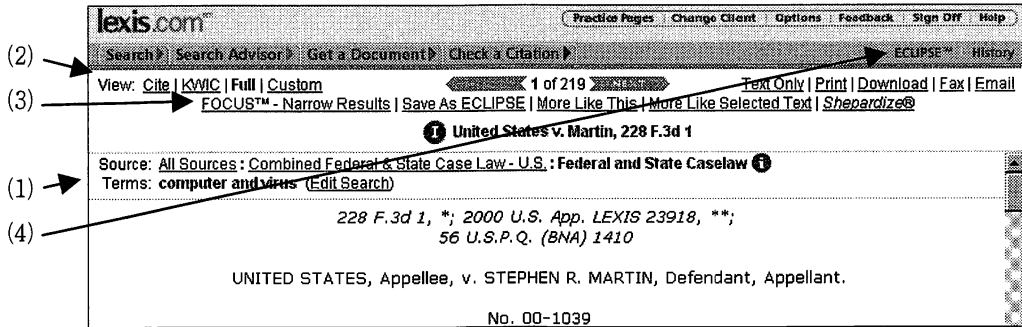 lexis.com™
Practice Pages | Change Client | Options | Feedback | Sign Off | Help
Search Search Advisor Get a Document Check a Citation ECLIPSE™ History
(2) View: Cite | KWIC | Full | Custom 1 of 219 Text Only | Print | Download | Fax | Email
(3) FOCUS™ - Narrow Results | Save As ECLIPSE | More Like This | More Like Selected Text | Shepardize®
United States v. Martin, 228 F.3d 1
Source: All Sources : Combined Federal & State Case Law - U.S. : Federal and State Caselaw
(1) Terms: computer and virus (Edit Search)
(4) 228 F.3d 1, *; 2000 U.S. App. LEXIS 23918, **;
56 U.S.P.Q. (BNA) 1410
UNITED STATES, Appellee, v. STEPHEN R. MARTIN, Defendant, Appellant.
No. 00-1039